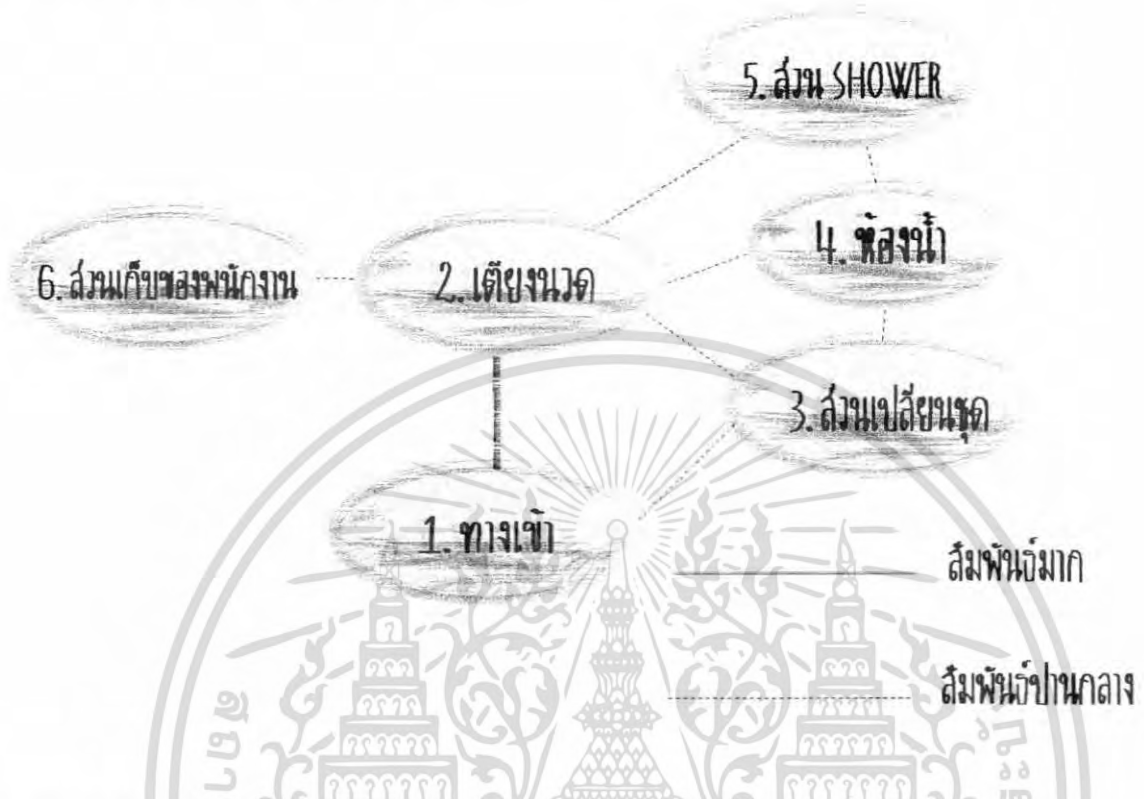 5. ส่วน SHOWER
4. ห้องน้ำ
6. ส่วนเก็บของพนักงาน
2. เตียงนวด
3. ส่วนเปลี่ยนชุด
1. ทางเข้า
สัมพันธ์มาก
สัมพันธ์ปานกลาง